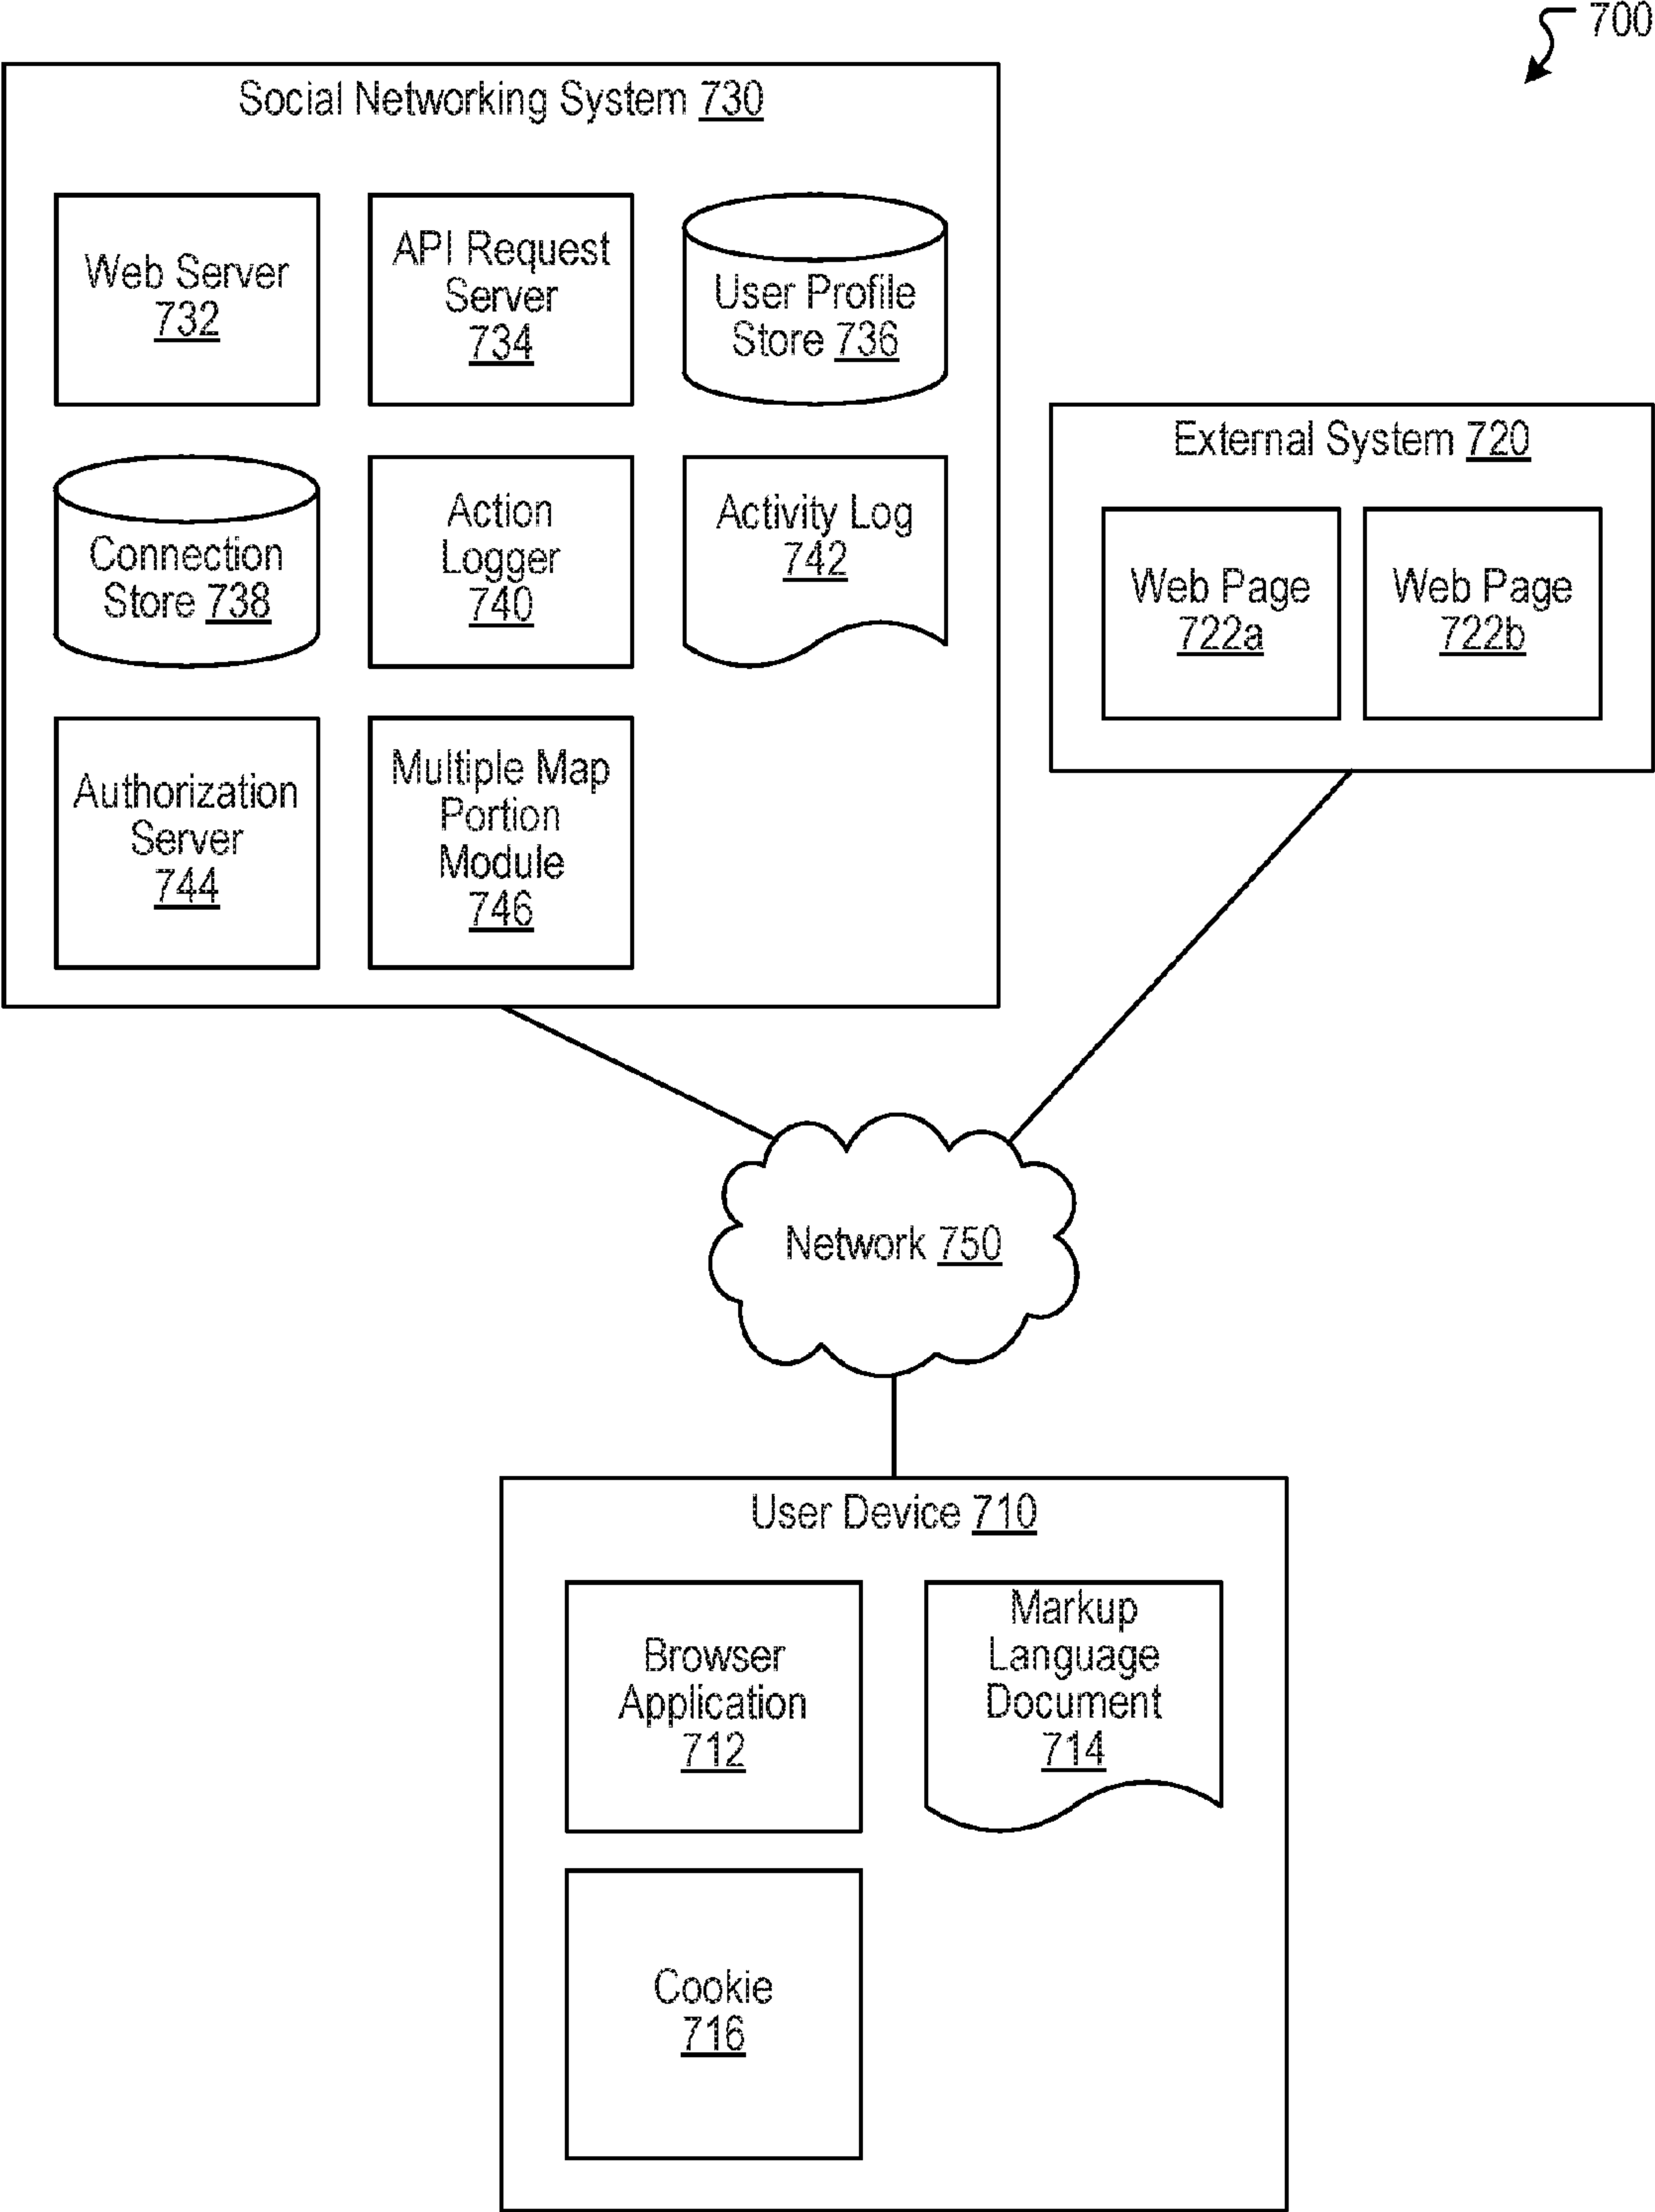 700
Social Networking System 730
Web Server
732
API Request
Server
734
User Profile
Store 736
Connection
Store 738
Action
Logger
740
Activity Log
742
Authorization
Server
744
Multiple Map
Portion
Module
746
External System 720
Web Page
722a
Web Page
722b
Network 750
User Device 710
Browser
Application
712
Markup
Language
Document
714
Cookie
716